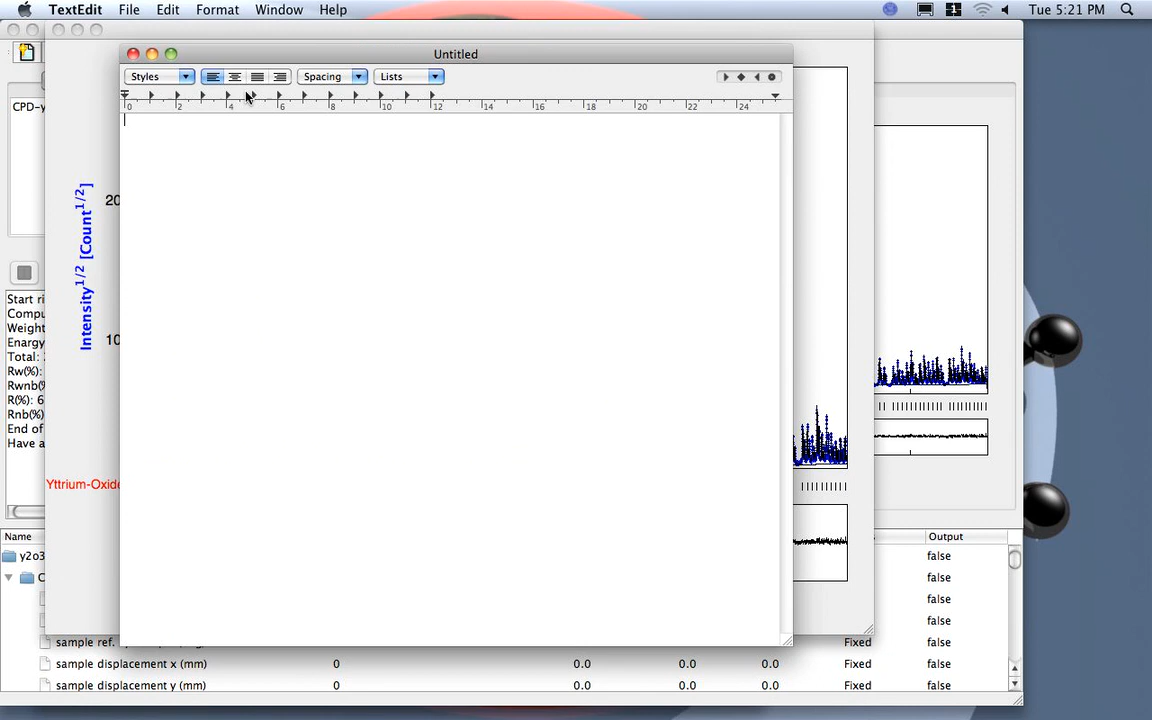 TextEdit File Edit Format Window Help
1 Tue 5:21 PM
Untitled
Styles Spacing Lists
0 2 4 6 8 10 12 14 16 18 20 22 24
CPD-y
Intensity1/2 [Count1/2]
20
10
Start ri
Compu
Weight
Energy
Total: 2
Rw(%):
Rwnb(%
R(%): 6
Rnb(%)
End of
Have a
Yttrium-Oxide
Name Output
y2o3 false
C false
false
false
sample ref. Fixed false
sample displacement x (mm) 0 0.0 0.0 0.0 Fixed false
sample displacement y (mm) 0 0.0 0.0 0.0 Fixed false